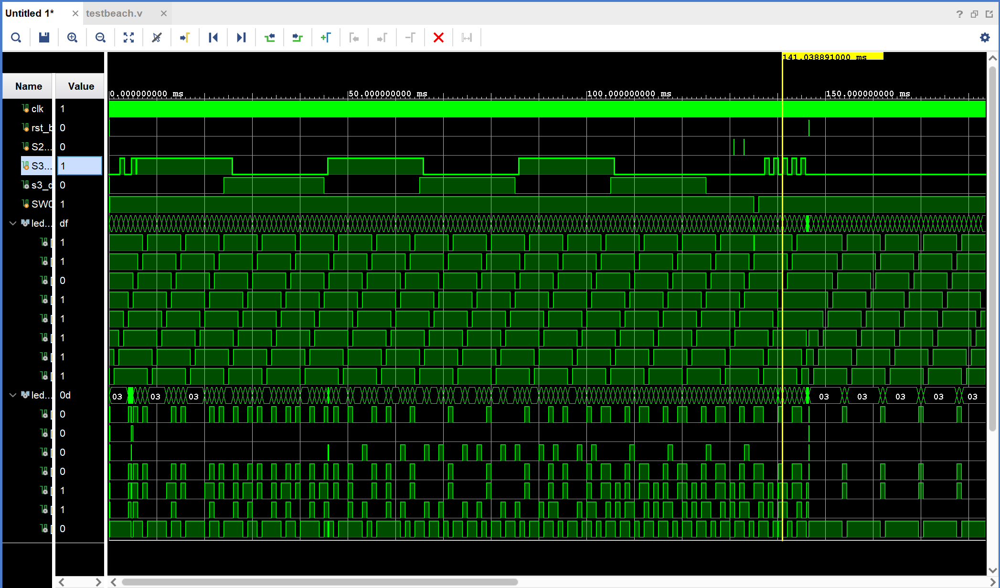 Untitled 1* testbeach.v
141.038891000 ms
Name Value
0.000000000 ms 50.000000000 ms 100.000000000 ms 150.000000000 ms
clk 1
rst_b 0
S2... 0
S3... 1
s3_ 0
SW0 1
led... df
[ 1
[ 1
[ 0
[ 1
[ 1
[ 1
[ 1
[ 1
led... 0d 03 03 03 03 03 03 03 03
[ 0
[ 0
[ 0
[ 0
[ 1
[ 1
[ 0